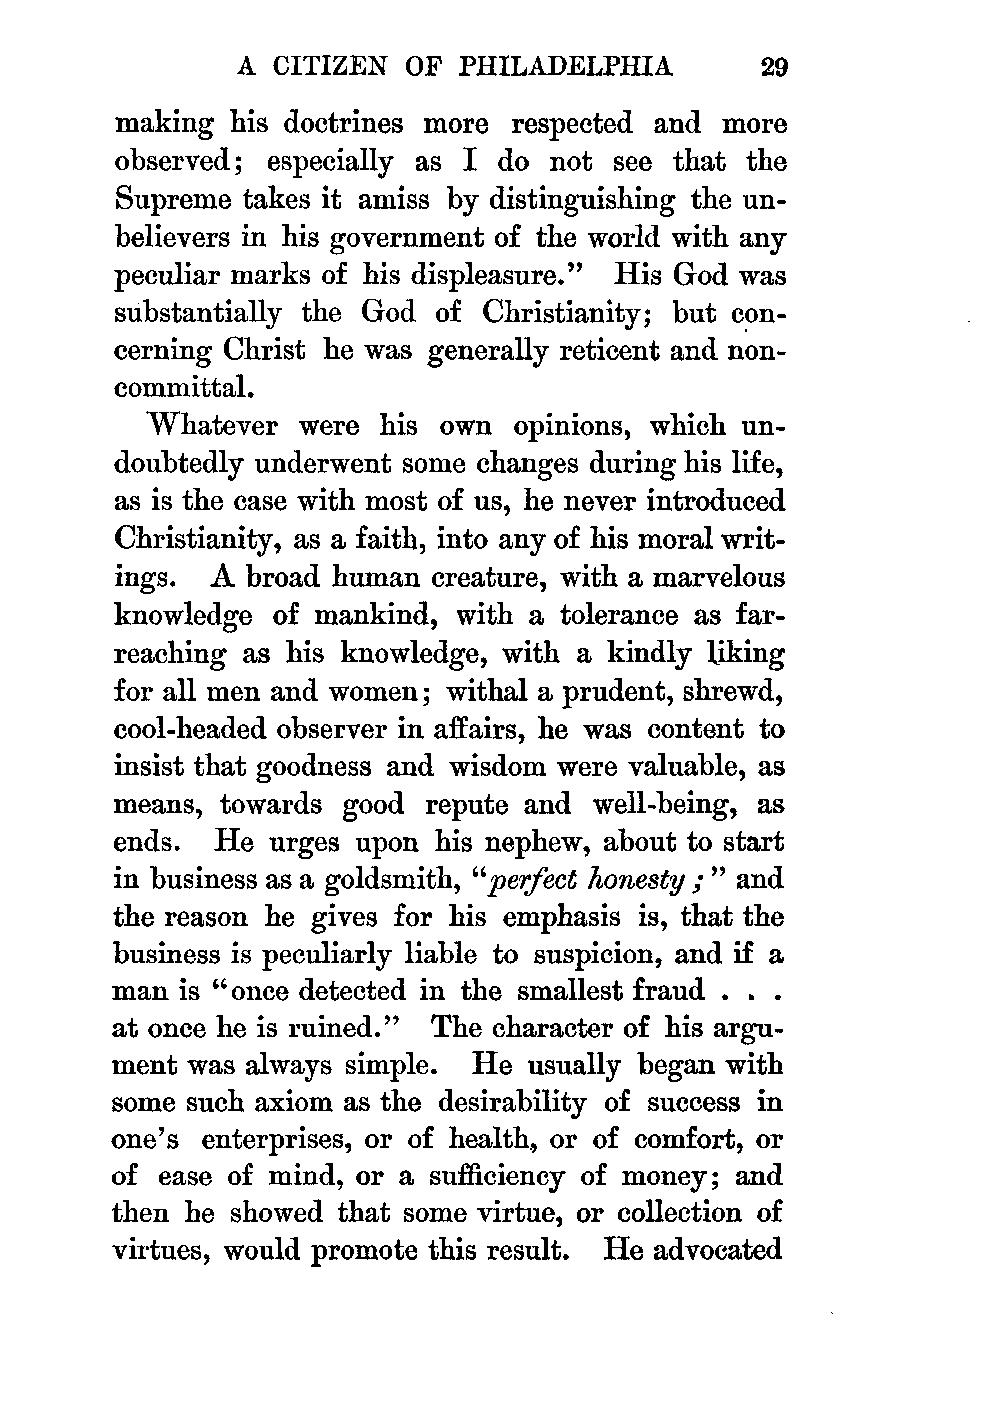 A CITIZEN OF PHILADELPHIA 29
making his doctrines more respected and more
observed; especially as I do not see that the
Supreme takes it amiss by distinguishing the un-
believers in his government of the world with any
peculiar marks of his displeasure.” His God was
substantially the God of Christianity; but con-
cerning Christ he was generally reticent and non-
committal.
Whatever were his own opinions, which un-
doubtedly underwent some changes during his life,
as is the case with most of us, he never introduced
Christianity, as a faith, into any of his moral writ-
ings. A broad human creature, with a marvelous
knowledge of mankind, with a tolerance as far-
reaching as his knowledge, with a kindly liking
for all men and women; withal a prudent, shrewd,
cool-headed observer in affairs, he was content to
insist that goodness and wisdom were valuable, as
means, towards good repute and well-being, as
ends. He urges upon his nephew, about to start
in business as a goldsmith, “perfect honesty;” and
the reason he gives for his emphasis is, that the
business is peculiarly liable to suspicion, and if a
man is “once detected in the smallest fraud . . .
at once he is ruined.” The character of his argu-
ment was always simple. He usually began with
some such axiom as the desirability of success in
one’s enterprises, or of health, or of comfort, or
of ease of mind, or a sufficiency of money; and
then he showed that some virtue, or collection of
virtues, would promote this result. He advocated